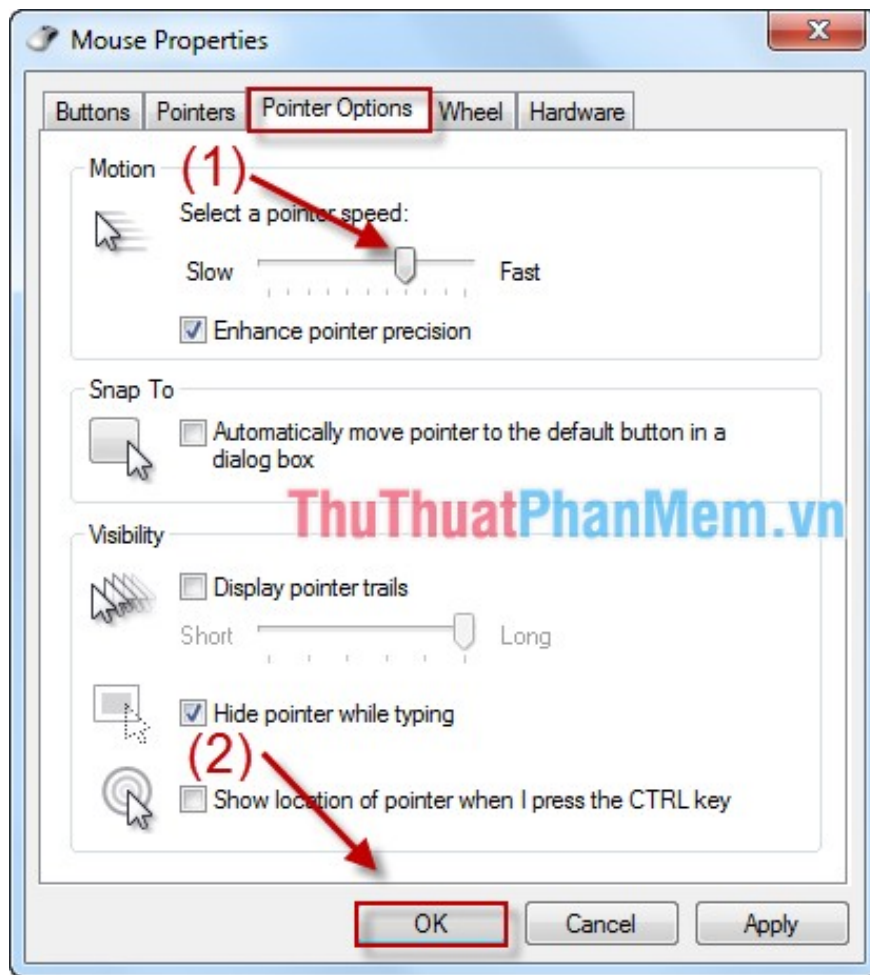 Mouse Properties
x
Buttons Pointers Pointer Options Wheel Hardware
Motion
(1)
Select a pointer speed:
Slow Fast
Enhance pointer precision
Snap To
Automatically move pointer to the default button in a
dialog box
ThuThuatPhanMem.vn
Visibility
Display pointer trails
Short Long
Hide pointer while typing
(2)
Show location of pointer when I press the CTRL key
OK Cancel Apply